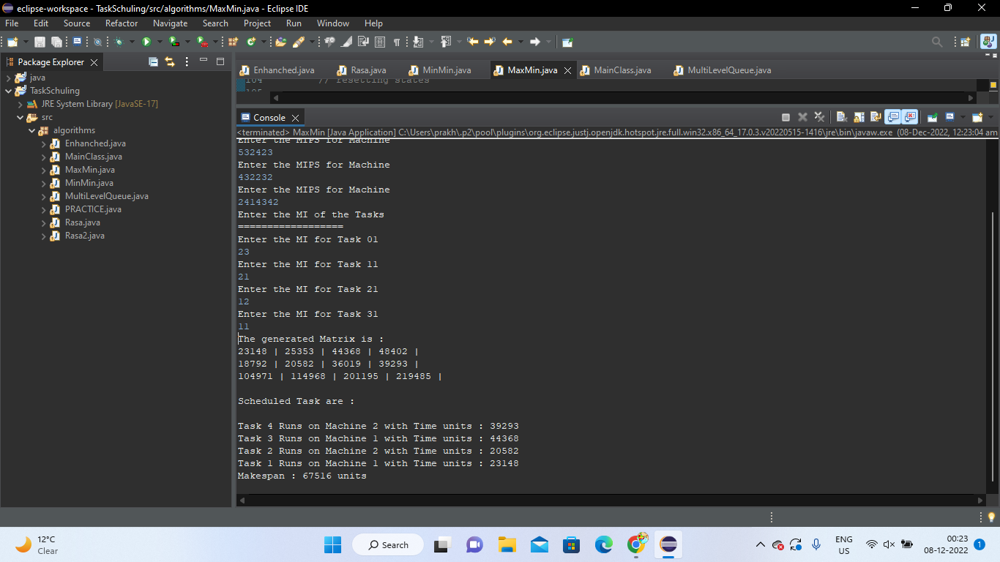 eclipse-workspace - TaskSchuling/src/algorithms/MaxMin.java - Eclipse IDE
File Edit Source Refactor Navigate Search Project Run Window Help
Package Explorer
java
TaskSchuling
JRE System Library [JavaSE-17]
src
algorithms
Enhanched.java
MainClass.java
MaxMin.java
MinMin.java
MultiLevelQueue.java
PRACTICE.java
Rasa.java
Rasa2.java
Enhanched.java Rasa.java MinMin.java MaxMin.java MainClass.java MultiLevelQueue.java
104 // resetting states
105
Console
<terminated> MaxMin [Java Application] C:\Users\prakh\.p2\pool\plugins\org.eclipse.justj.openjdk.hotspot.jre.full.win32.x86_64_17.0.3.v20220515-1416\jre\bin\javaw.exe (08-Dec-2022, 12:23:04 am
Enter the MIPS for Machine
532423
Enter the MIPS for Machine
432232
Enter the MIPS for Machine
2414342
Enter the MI of the Tasks
==================
Enter the MI for Task 01
23
Enter the MI for Task 11
21
Enter the MI for Task 21
12
Enter the MI for Task 31
11
The generated Matrix is :
23148 | 25353 | 44368 | 48402 |
18792 | 20582 | 36019 | 39293 |
104971 | 114968 | 201195 | 219485 |
Scheduled Task are :
Task 4 Runs on Machine 2 with Time units : 39293
Task 3 Runs on Machine 1 with Time units : 44368
Task 2 Runs on Machine 2 with Time units : 20582
Task 1 Runs on Machine 1 with Time units : 23148
Makespan : 67516 units
12°C
Clear
Search
ENG
US
00:23
08-12-2022
1